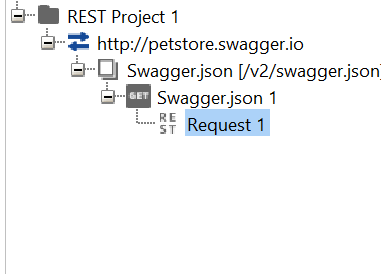 REST Project 1
http://petstore.swagger.io
Swagger.json [/v2/swagger.json]
GET Swagger.json 1
REST Request 1